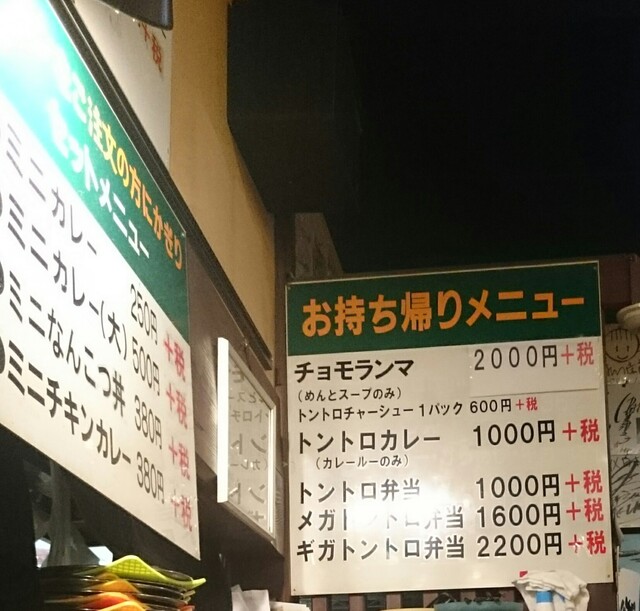 ご注文の方にかぎり
セットメニュー
ミニカレー 250円+税
ミニカレー(大) 500円+税
ミニなんこつ丼 380円+税
ミニチキンカレー 380円+税
お持ち帰りメニュー
チョモランマ 2000円+税
(めんとスープのみ)
トントロチャーシュー1パック 600円+税
トントロカレー 1000円+税
(カレールーのみ)
トントロ弁当 1000円+税
メガトントロ弁当 1600円+税
ギガトントロ弁当 2200円+税